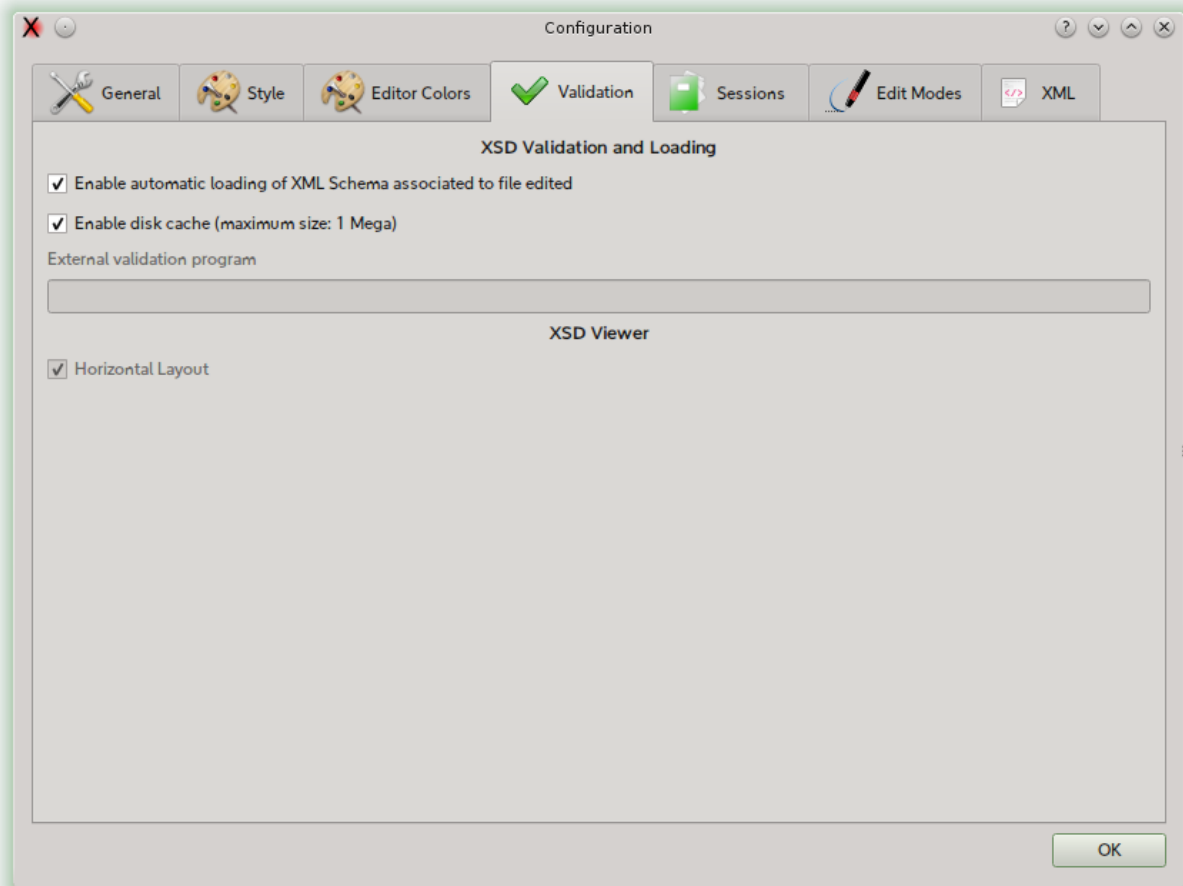 Configuration
General Style Editor Colors Validation Sessions Edit Modes XML
XSD Validation and Loading
Enable automatic loading of XML Schema associated to file edited
Enable disk cache (maximum size: 1 Mega)
External validation program
XSD Viewer
Horizontal Layout
OK